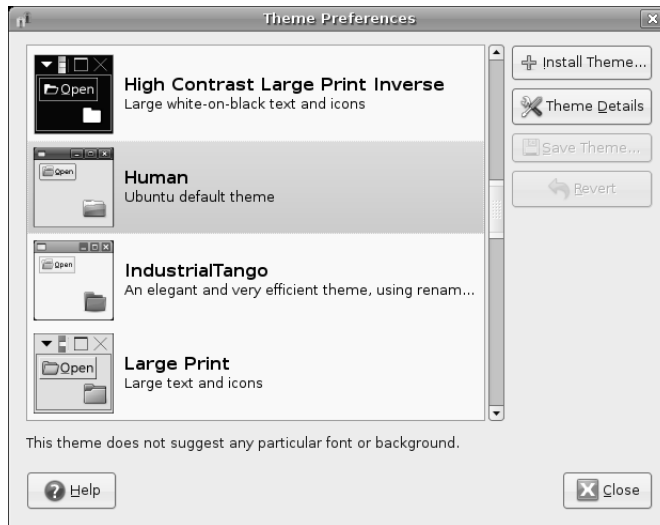 Theme Preferences
Open
High Contrast Large Print Inverse
Large white-on-black text and icons
Open
Human
Ubuntu default theme
Open
IndustrialTango
An elegant and very efficient theme, using renam...
Open
Large Print
Large text and icons
Install Theme...
Theme Details
Save Theme...
Revert
This theme does not suggest any particular font or background.
Help
Close